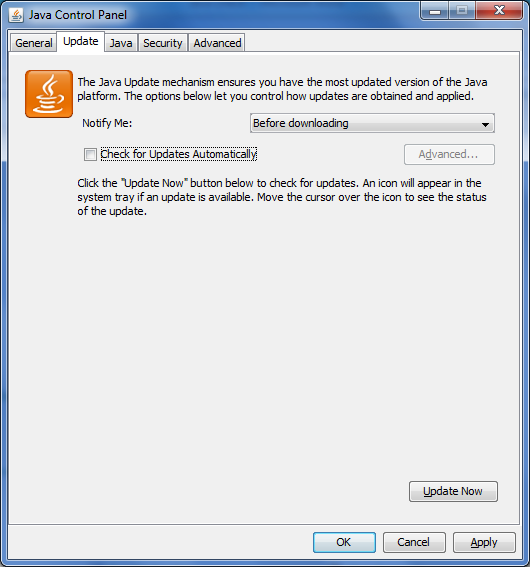 Java Control Panel
General Update Java Security Advanced
The Java Update mechanism ensures you have the most updated version of the Java
platform. The options below let you control how updates are obtained and applied.
Notify Me: Before downloading
Check for Updates Automatically Advanced...
Click the "Update Now" button below to check for updates. An icon will appear in the
system tray if an update is available. Move the cursor over the icon to see the status
of the update.
Update Now
OK Cancel Apply